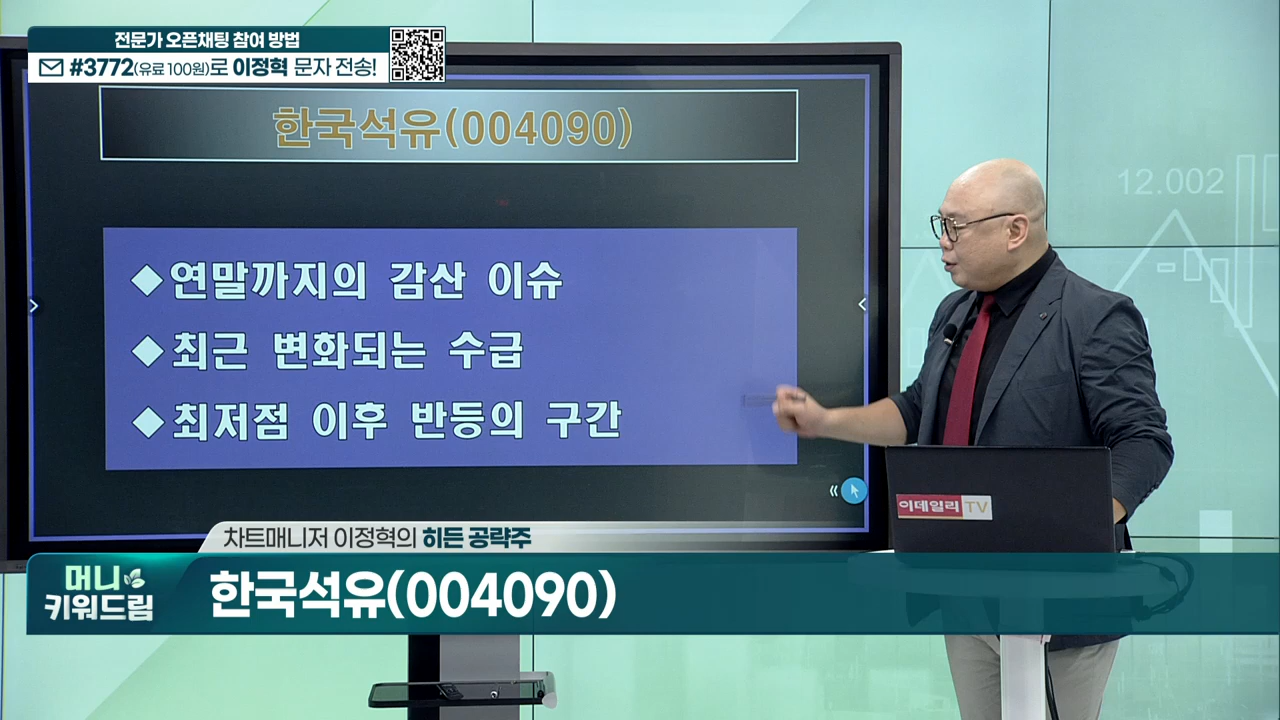 전문가 오픈채팅 참여 방법
#3772(유료 100원)로 이정혁 문자 전송!
한국석유(004090)
◆연말까지의 감산 이슈
◆최근 변화되는 수급
◆최저점 이후 반등의 구간
12.002
이데일리TV
차트매니저 이정혁의 히든 공략주
머니
키워드림
한국석유(004090)